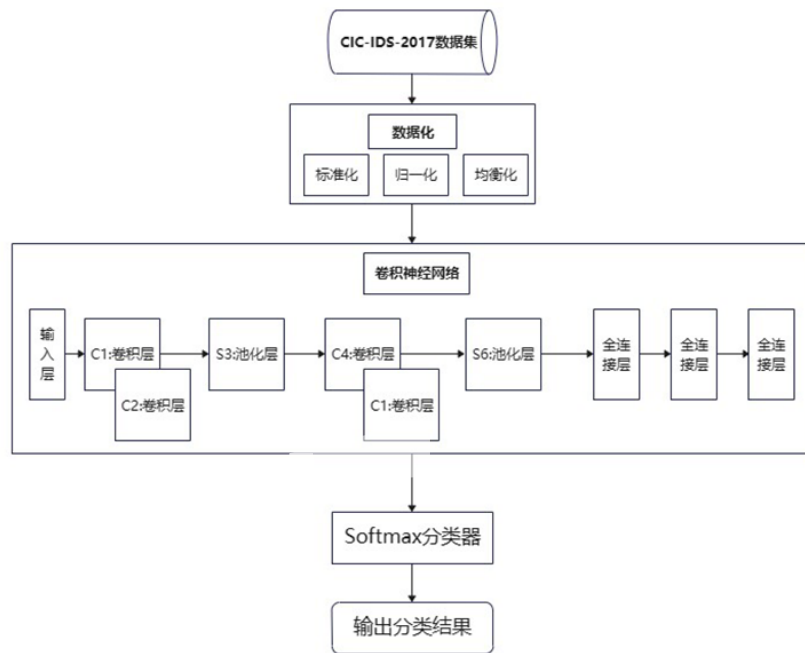 CIC-IDS-2017数据集
数据化
标准化
归一化
均衡化
卷积神经网络
输
入
层
C1:卷积层
C2:卷积层
S3:池化层
C4:卷积层
C1:卷积层
S6:池化层
全连
接层
全连
接层
全连
接层
Softmax分类器
输出分类结果